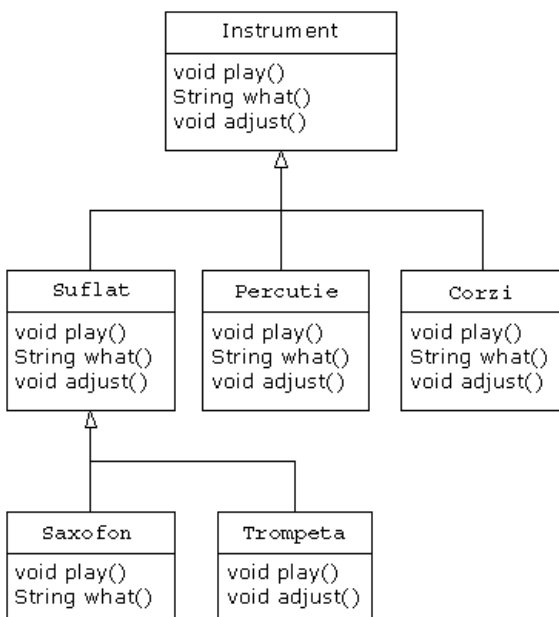 Instrument
void play()
String what()
void adjust()
Suflat
void play()
String what()
void adjust()
Percutie
void play()
String what()
void adjust()
Corzi
void play()
String what()
void adjust()
Saxofon
void play()
String what()
Trompeta
void play()
void adjust()